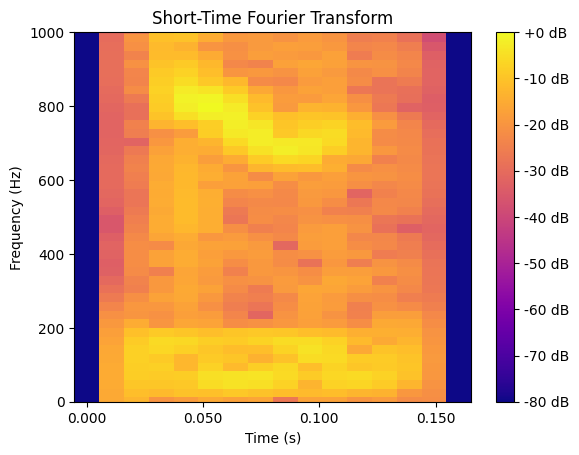 Short-Time Fourier Transform
1000
800
600
400
200
0
Frequency (Hz)
0.000
0.050
0.100
0.150
Time (s)
+0 dB
-10 dB
-20 dB
-30 dB
-40 dB
-50 dB
-60 dB
-70 dB
-80 dB